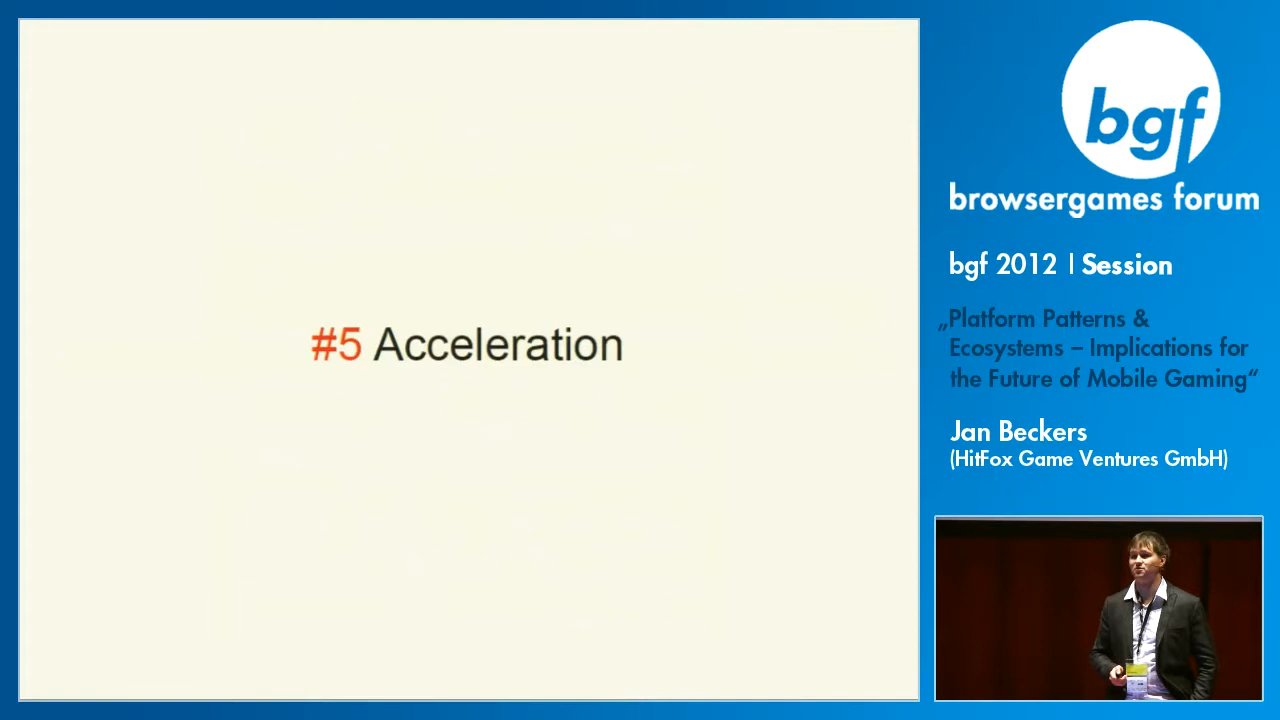 #5 Acceleration
bgf
browsergames forum
bgf 2012 | Session
„Platform Patterns &
Ecosystems – Implications for
the Future of Mobile Gaming“
Jan Beckers
(HitFox Game Ventures GmbH)